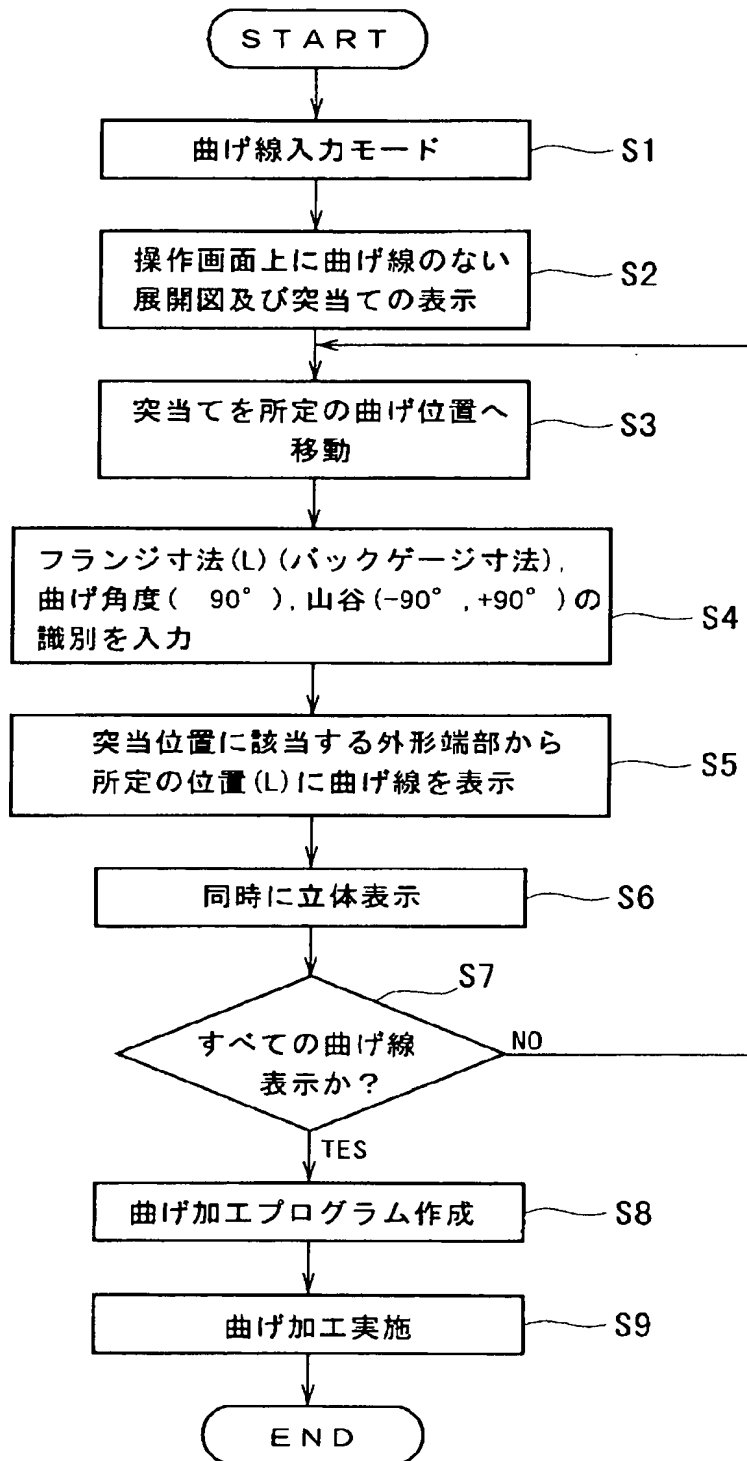 START
曲げ線入力モード
S1
操作画面上に曲げ線のない
展開図及び突当ての表示
S2
突当てを所定の曲げ位置へ
移動
S3
フランジ寸法(L)(バックゲージ寸法),
曲げ角度( 90°),山谷(-90°,+90°)の
識別を入力
S4
突当位置に該当する外形端部から
所定の位置(L)に曲げ線を表示
S5
同時に立体表示
S6
S7
すべての曲げ線
表示か?
NO
TES
曲げ加工プログラム作成
S8
曲げ加工実施
S9
END